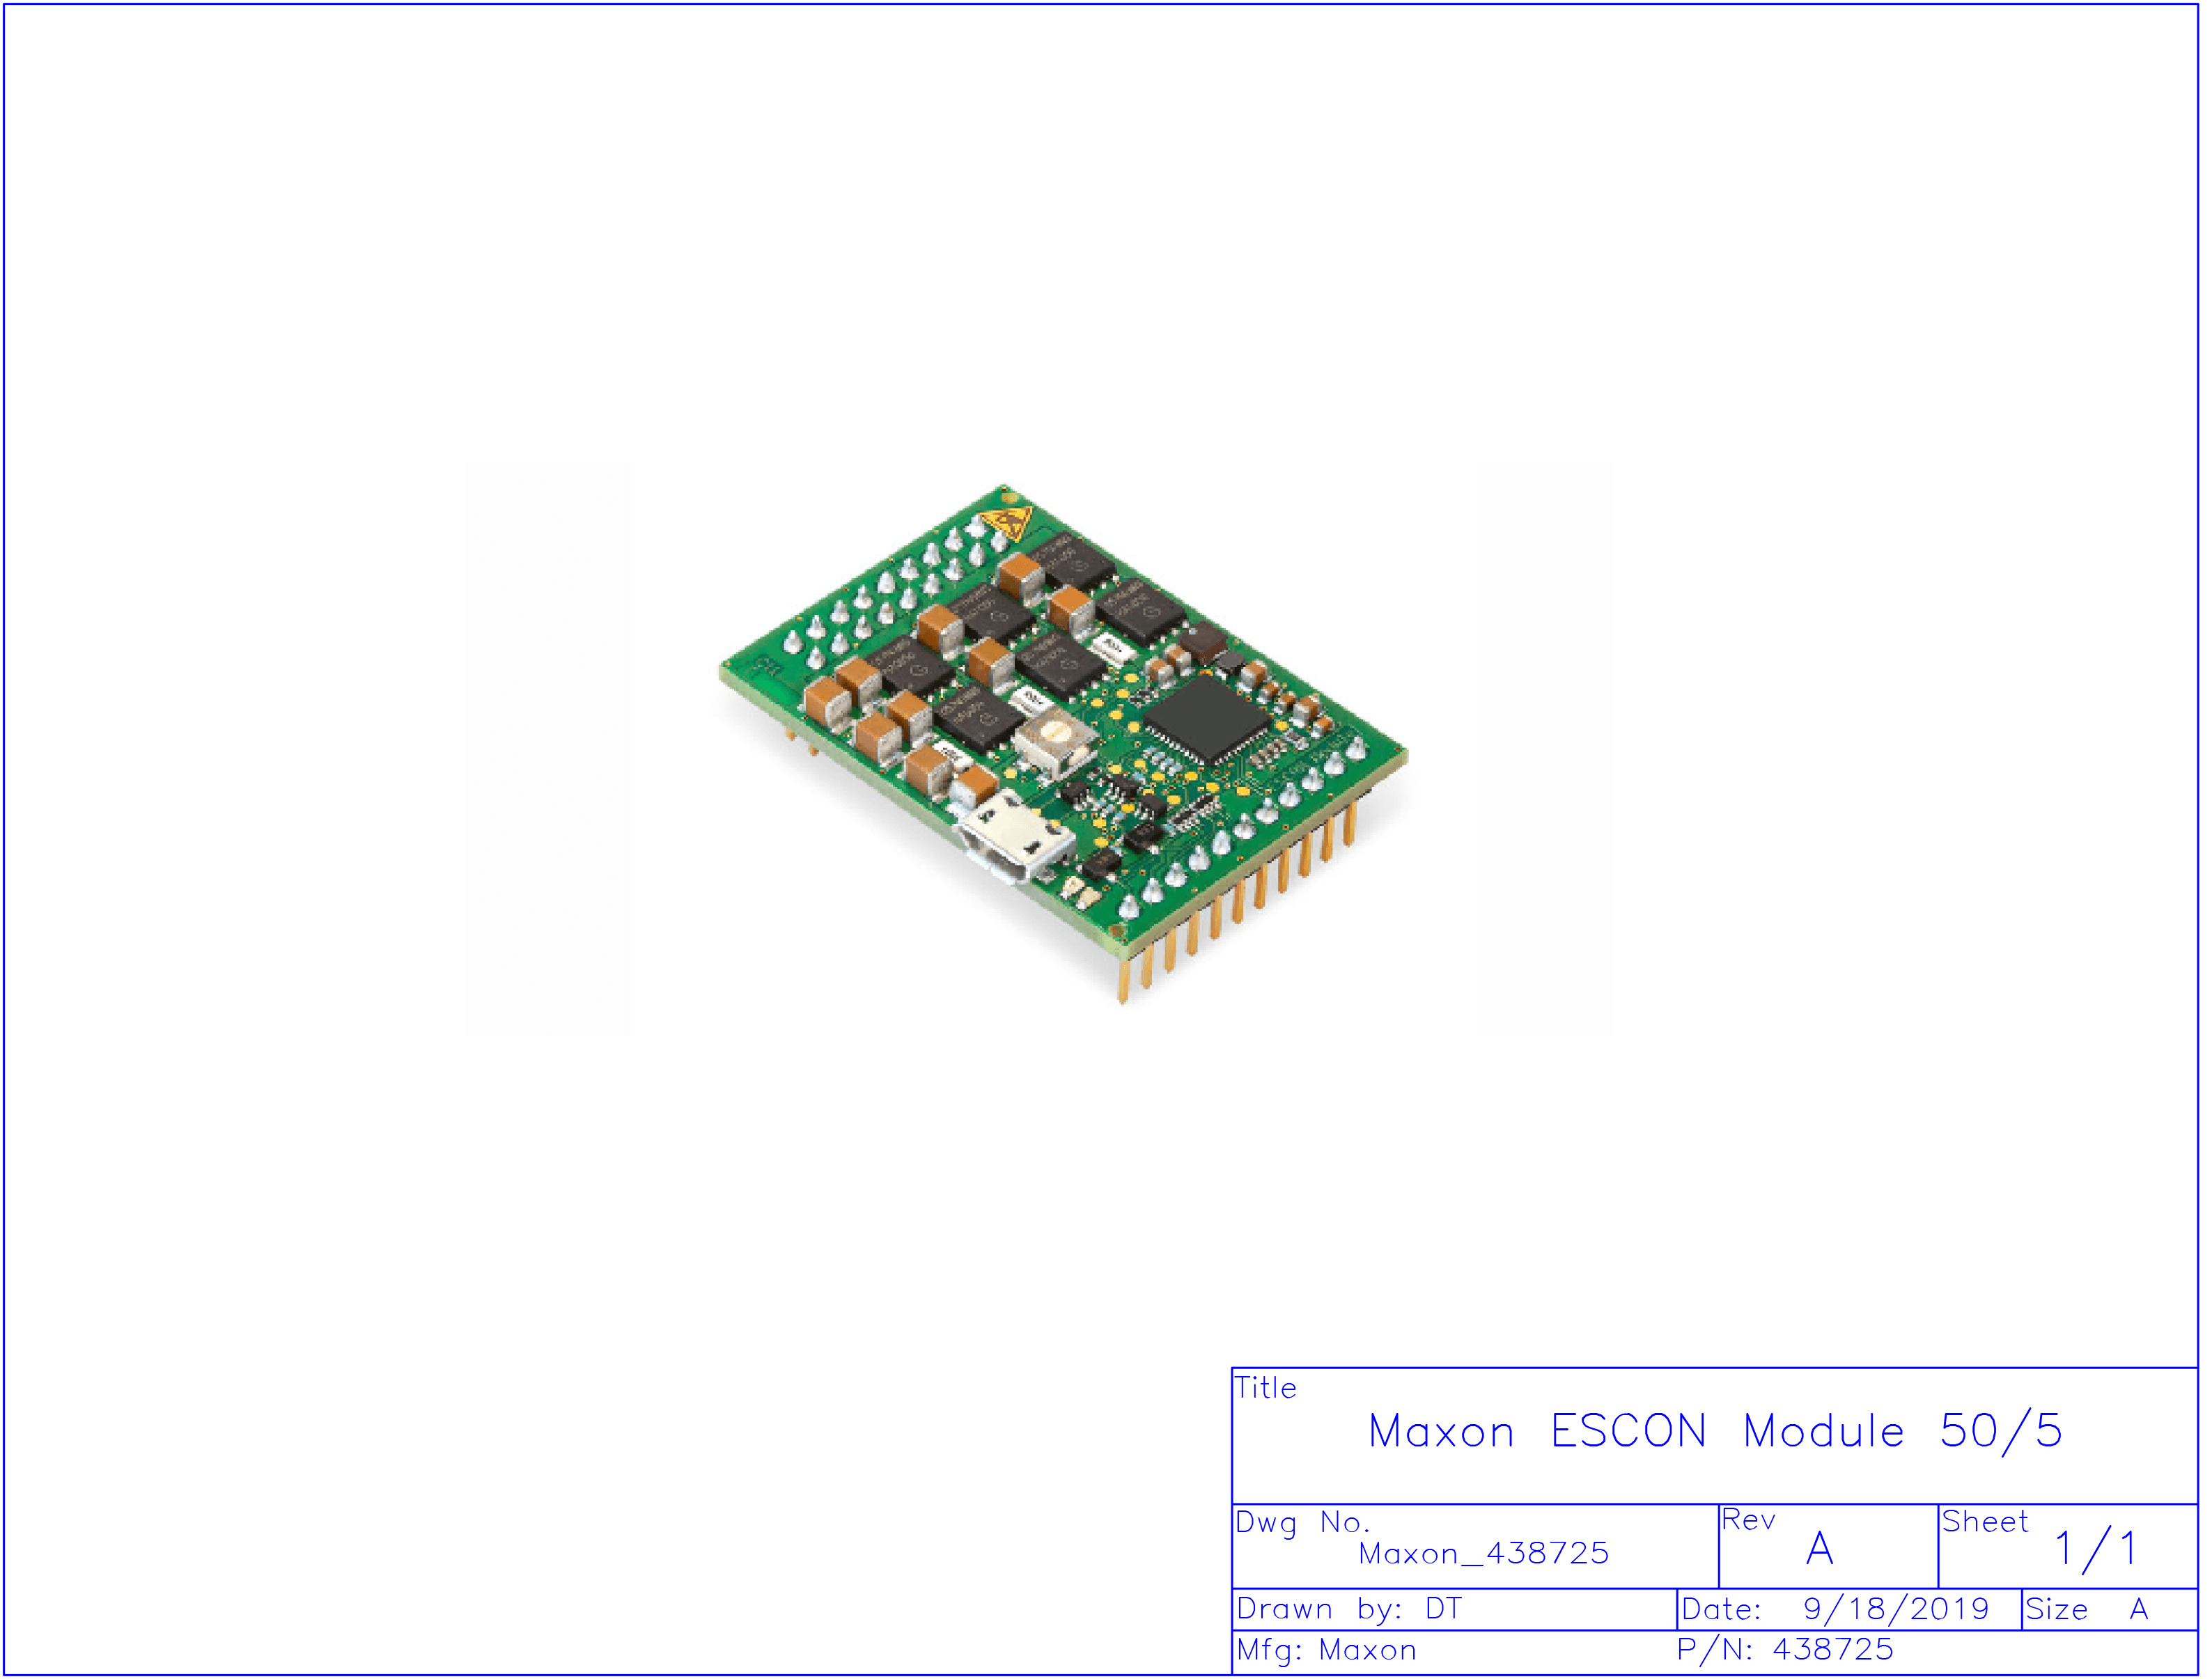 Title
Maxon ESCON Module 50/5
Dwg No.
Maxon_438725
Rev
A
Sheet
1/1
Drawn by: DT
Date: 9/18/2019
Size A
Mfg: Maxon
P/N: 438725